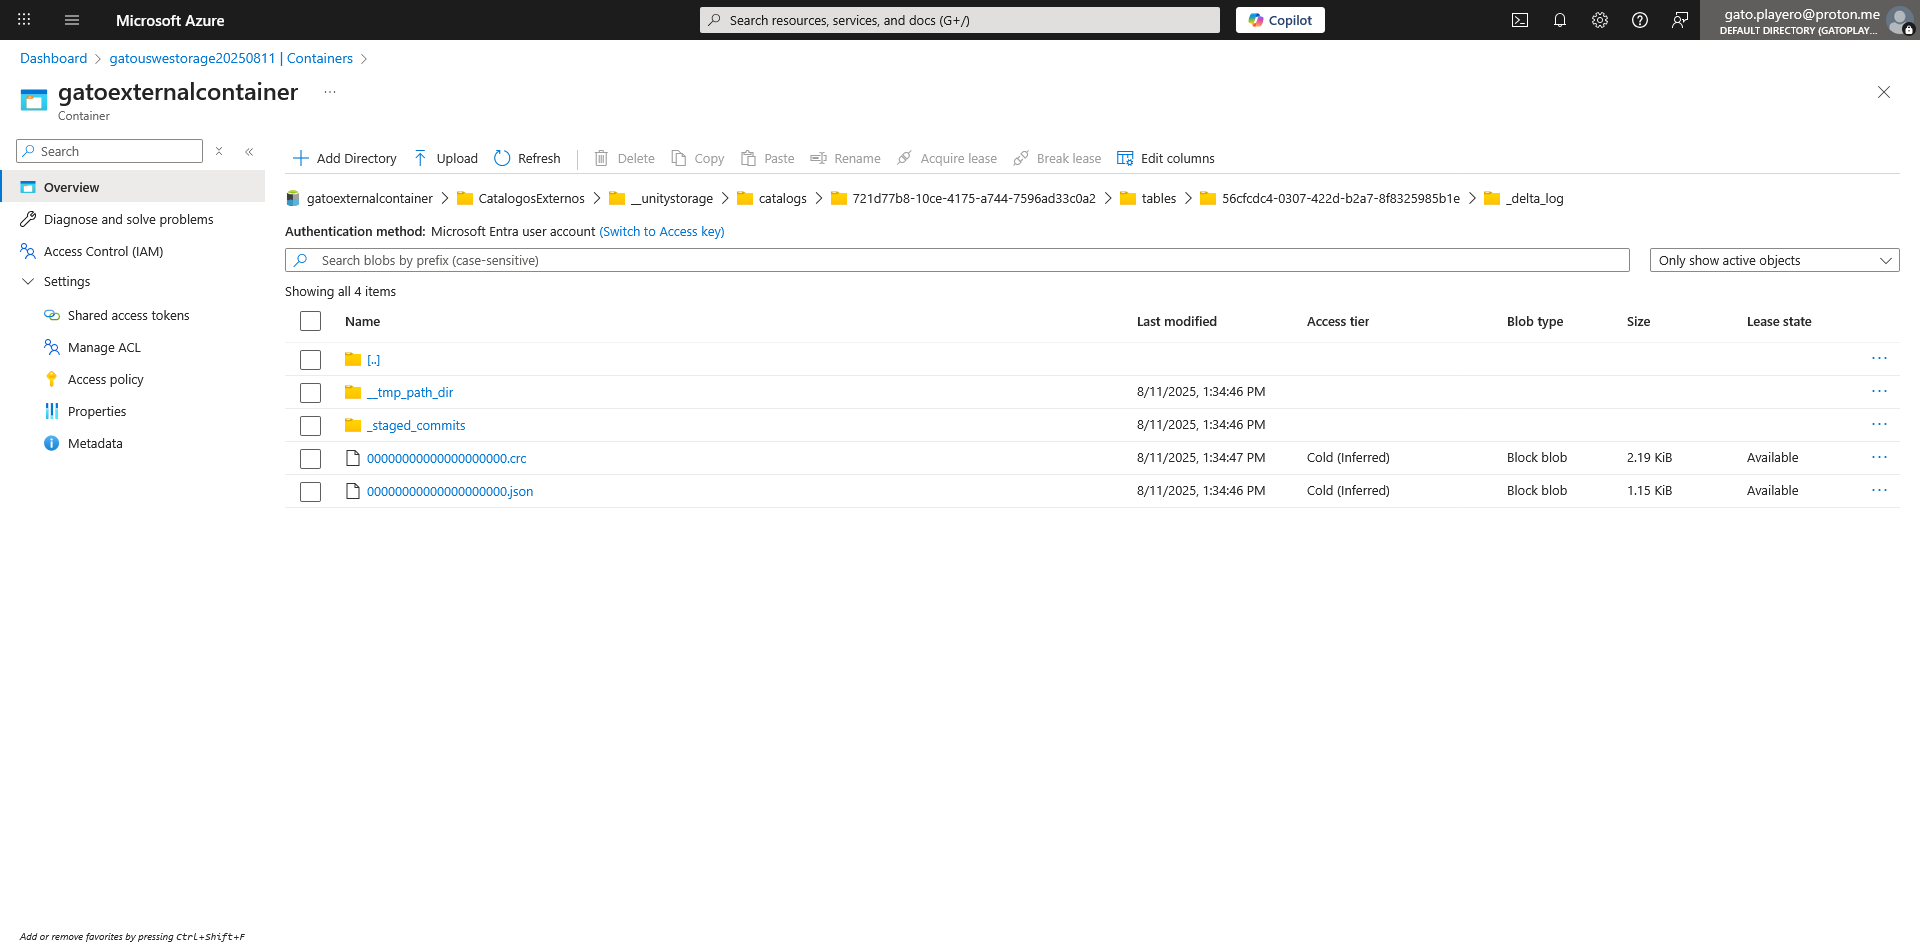 Microsoft Azure
Search resources, services, and docs (G+/)
Copilot
gato.playero@proton.me
DEFAULT DIRECTORY (GATOPLAY...
Dashboard > gatouswestorage20250811 | Containers >
gatoexternalcontainer ...
Container
Search
Overview
Diagnose and solve problems
Access Control (IAM)
Settings
Shared access tokens
Manage ACL
Access policy
Properties
Metadata
Add Directory Upload Refresh Delete Copy Paste Rename Acquire lease Break lease Edit columns
gatoexternalcontainer > CatalogosExternos > __unitystorage > catalogs > 721d77b8-10ce-4175-a744-7596ad33c0a2 > tables > 56cfcdc4-0307-422d-b2a7-8f8325985b1e > _delta_log
Authentication method: Microsoft Entra user account (Switch to Access key)
Search blobs by prefix (case-sensitive)
Only show active objects
Showing all 4 items
Name Last modified Access tier Blob type Size Lease state
[..]
__tmp_path_dir 8/11/2025, 1:34:46 PM
_staged_commits 8/11/2025, 1:34:46 PM
00000000000000000000.crc 8/11/2025, 1:34:47 PM Cold (Inferred) Block blob 2.19 KiB Available
00000000000000000000.json 8/11/2025, 1:34:46 PM Cold (Inferred) Block blob 1.15 KiB Available
Add or remove favorites by pressing Ctrl+Shift+F